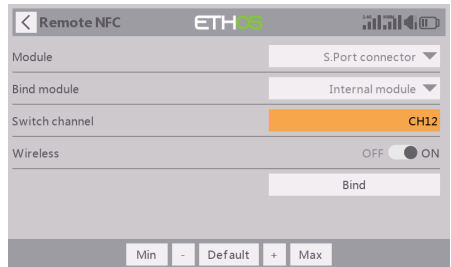 Remote NFC ETHOS
Module S.Port connector
Bind module Internal module
Switch channel CH12
Wireless OFF ON
Bind
Min - Default + Max